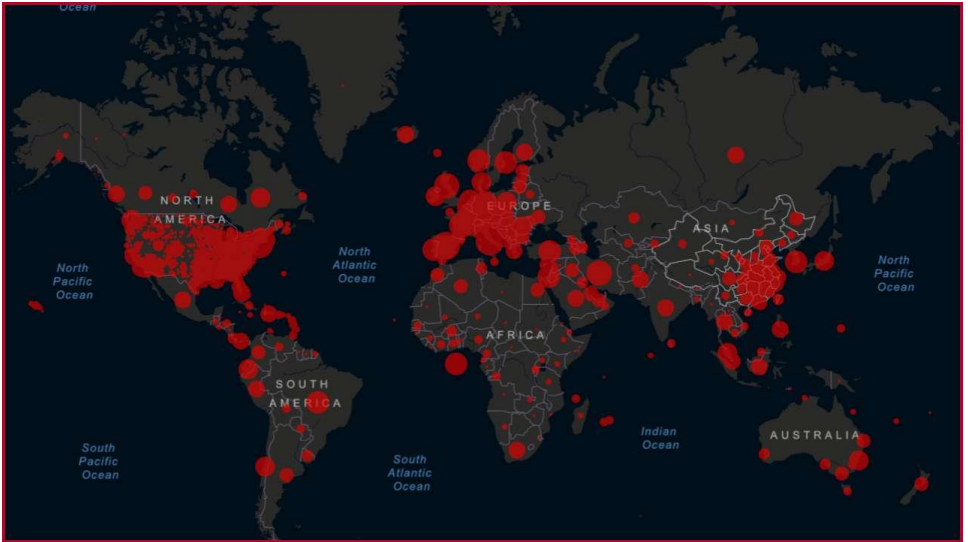 Ocean
NORTH
AMERICA
EUROPE
ASIA
North
Pacific
Ocean
North
Atlantic
Ocean
North
Pacific
Ocean
AFRICA
SOUTH
AMERICA
AUSTRALIA
South
Pacific
Ocean
South
Atlantic
Ocean
Indian
Ocean